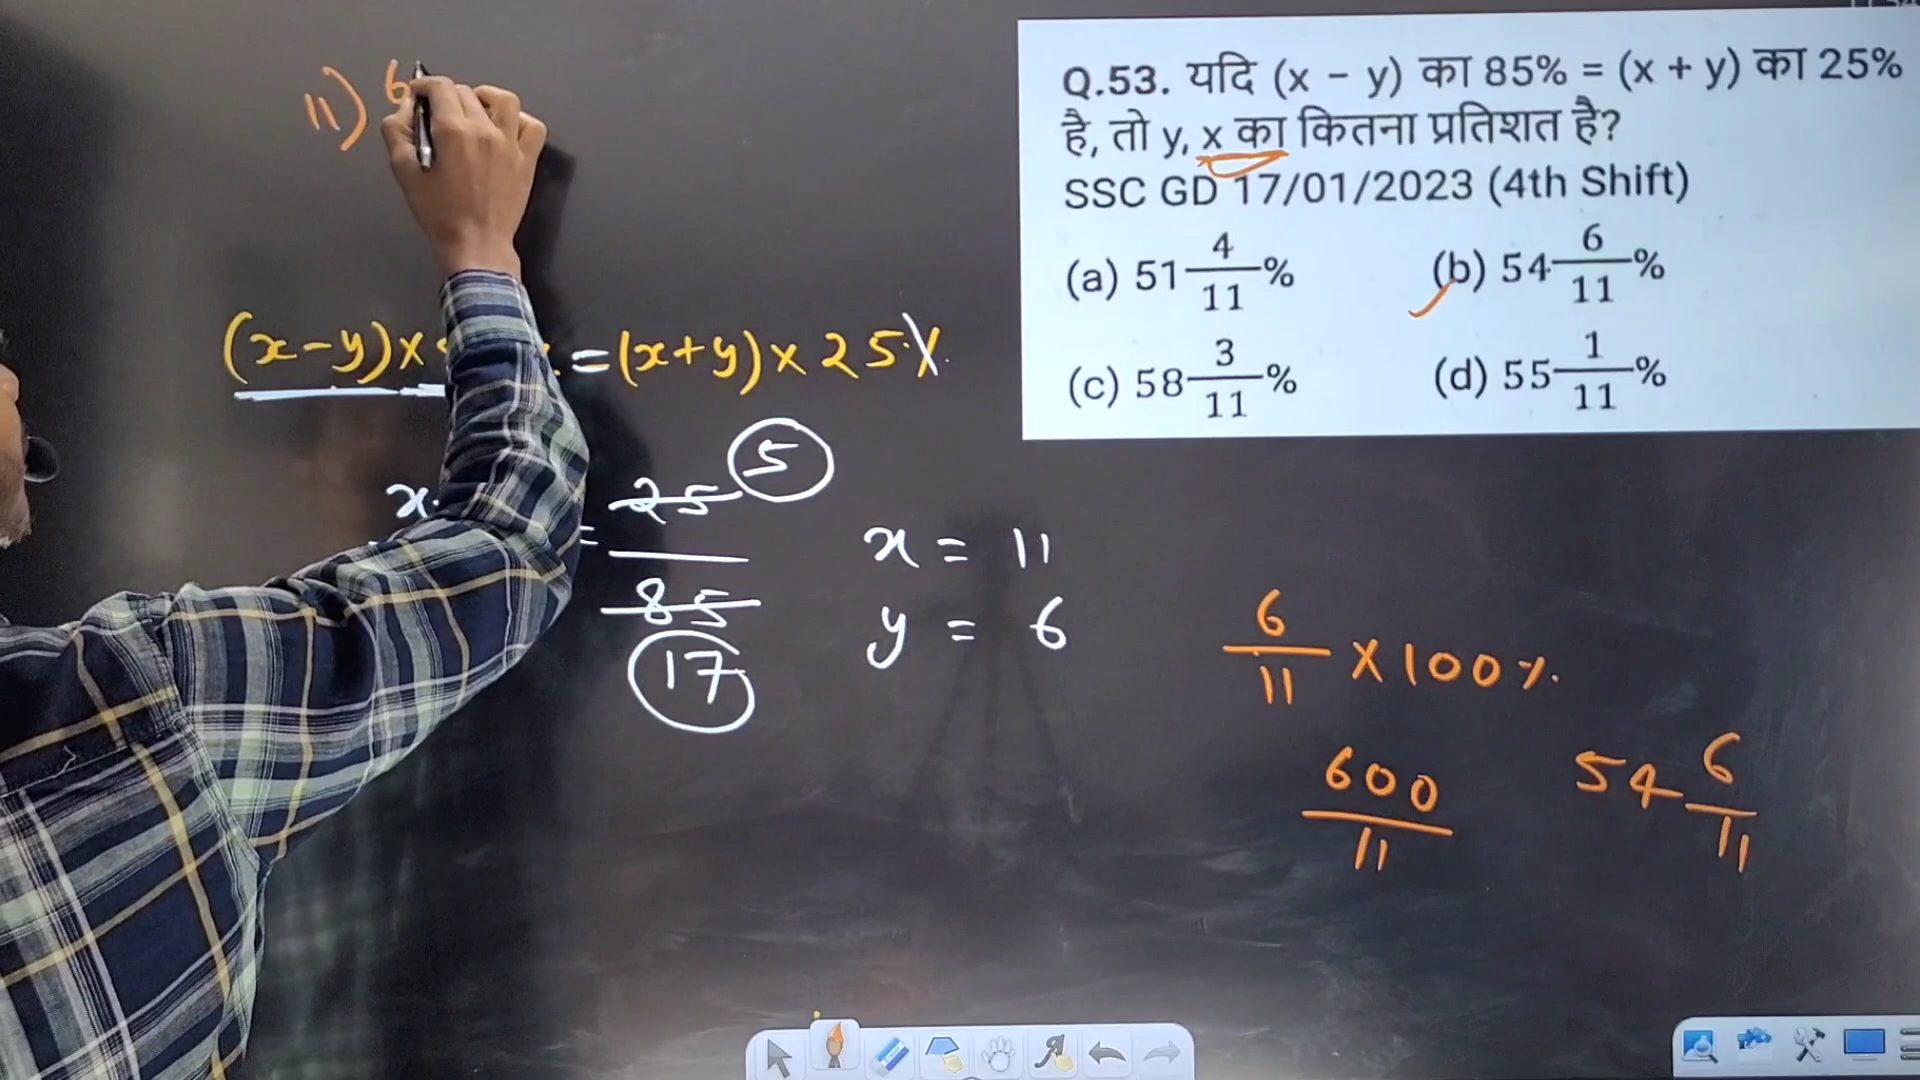 11) 6
Q.53. यदि (x - y) का 85% = (x + y) का 25%
है, तो y, x का कितना प्रतिशत है?
SSC GD 17/01/2023 (4th Shift)
(a) 51 4/11 % (b) 54 6/11 %
(c) 58 3/11 % (d) 55 1/11 %
(x-y)× = (x+y) × 25%
x
= 25/85
5
17
x = 11
y = 6
6/11 × 100%
600/11
54 6/11